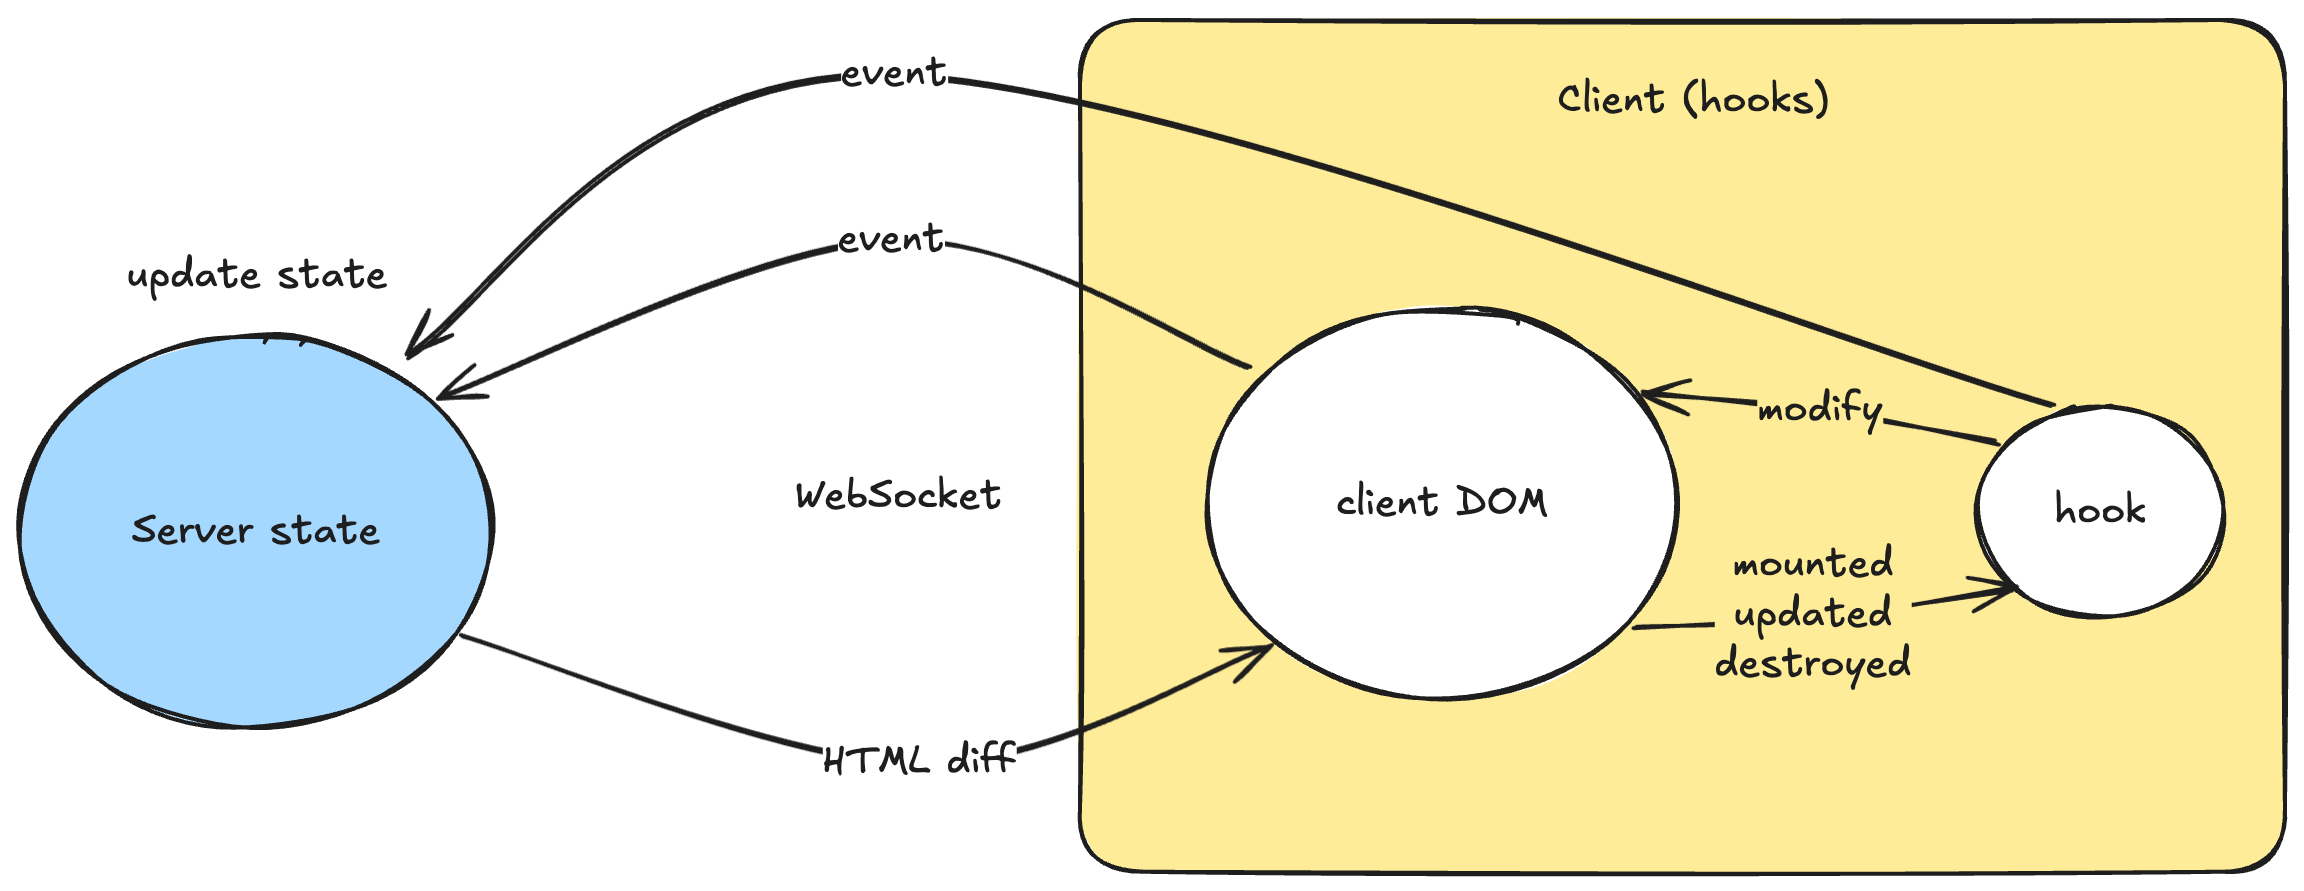 event
Client (hooks)
event
update state
modify
WebSocket
client DOM
hook
Server state
mounted
updated
destroyed
HTML diff